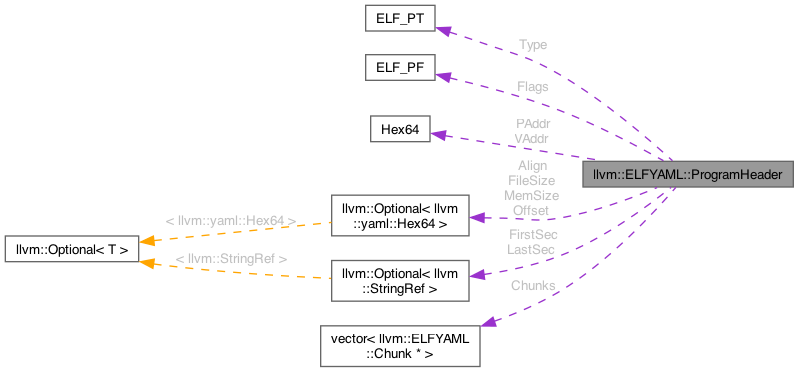 ELF_PT
Type
ELF_PF
Flags
Hex64
PAddr
VAddr
llvm::ELFYAML::ProgramHeader
Align
FileSize
MemSize
Offset
llvm::Optional< llvm
::yaml::Hex64 >
< llvm::yaml::Hex64 >
llvm::Optional< T >
FirstSec
LastSec
< llvm::StringRef >
llvm::Optional< llvm
::StringRef >
Chunks
vector< llvm::ELFYAML
::Chunk * >